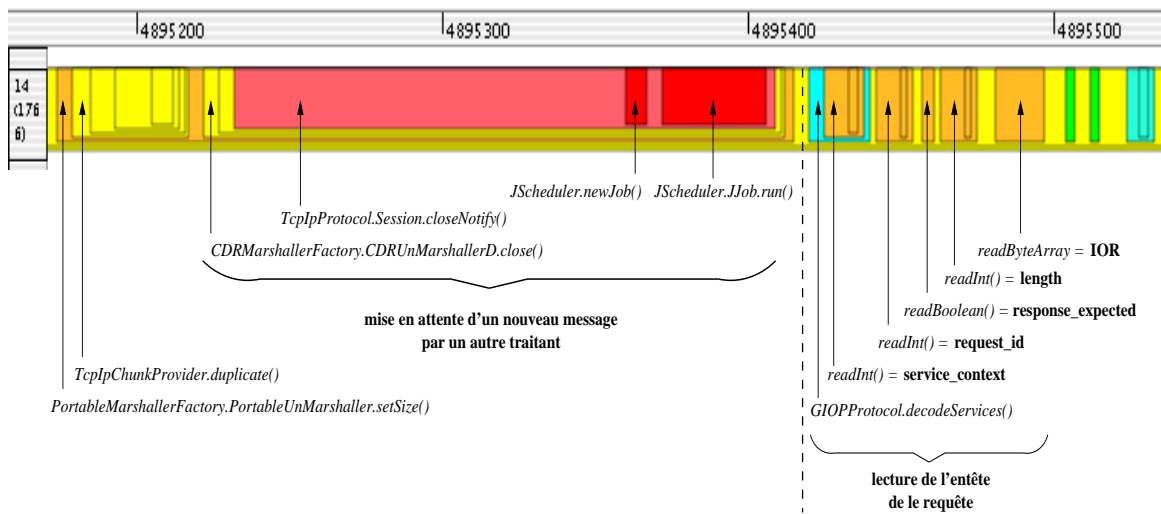 4895200
4895300
4895400
4895500
14
(176
6)
JScheduler.newJob()
JScheduler.JJob.run()
TcpIpProtocol.Session.closeNotify()
CDRMarshallerFactory.CDRUnMarshallerD.close()
readByteArray = IOR
readInt() = length
mise en attente d'un nouveau message
par un autre traitant
readBoolean() = response_expected
readInt() = request_id
TcpIpChunkProvider.duplicate()
readInt() = service_context
PortableMarshallerFactory.PortableUnMarshaller.setSize()
GIOPProtocol.decodeServices()
lecture de l'entête
de le requête